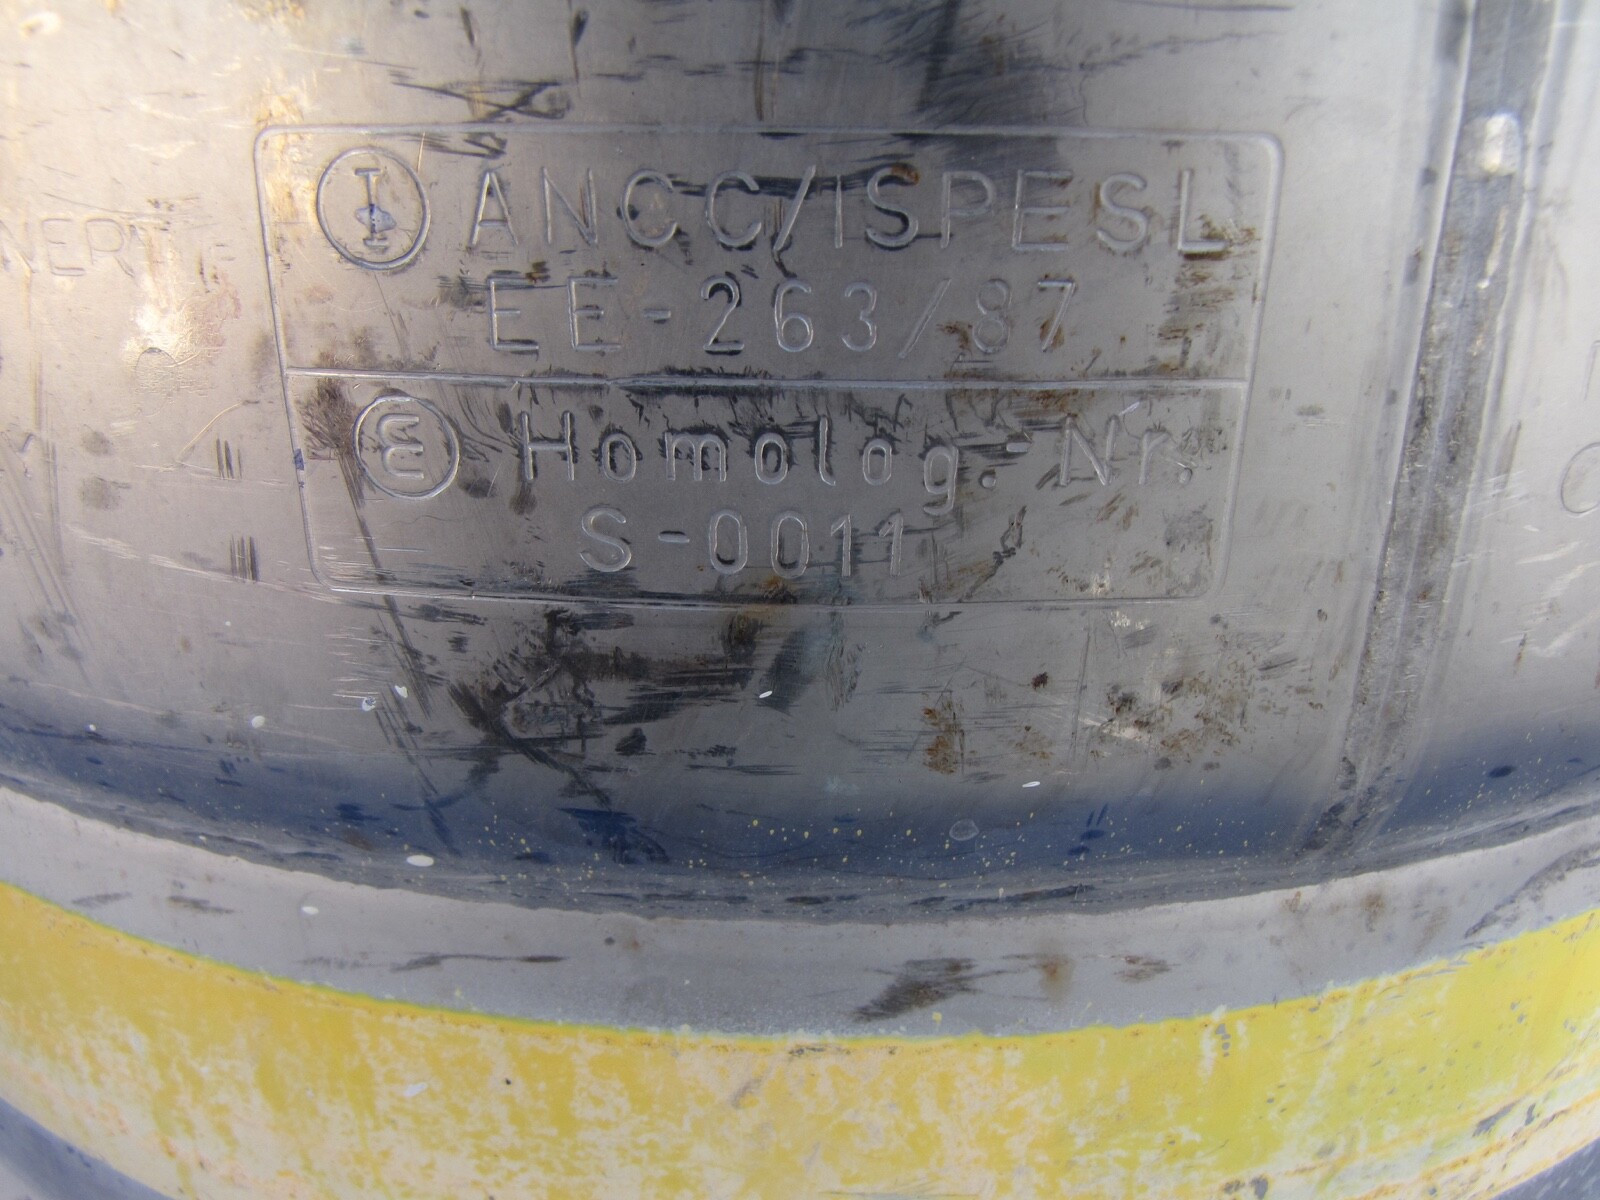 I ANCC/ISPESL
EE-263/87
m Homolog.-Nr.
S-0011